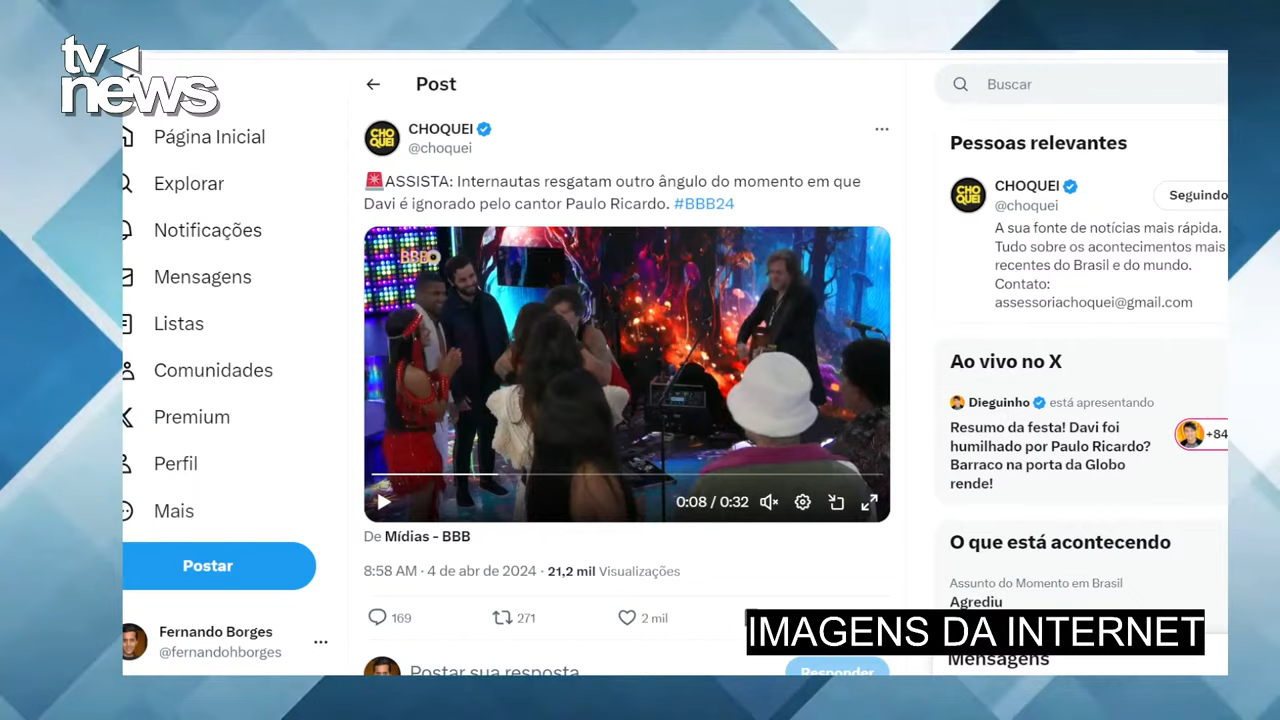 tv
news
Página Inicial
Explorar
Notificações
Mensagens
Listas
Comunidades
Premium
Perfil
Mais
Postar
Fernando Borges
@fernandohborges
Post
CHO
QUEI
CHOQUEI
@choquei
🚨ASSISTA: Internautas resgatam outro ângulo do momento em que
Davi é ignorado pelo cantor Paulo Ricardo. #BBB24
BBB
0:08 / 0:32
De Mídias - BBB
8:58 AM · 4 de abr de 2024 · 21,2 mil Visualizações
169
271
2 mil
Postar sua resposta
Responder
Buscar
Pessoas relevantes
CHO
QUEI
CHOQUEI
@choquei
Seguindo
A sua fonte de notícias mais rápida.
Tudo sobre os acontecimentos mais
recentes do Brasil e do mundo.
Contato:
assessoriachoquei@gmail.com
Ao vivo no X
Dieguinho está apresentando
Resumo da festa! Davi foi
humilhado por Paulo Ricardo?
Barraco na porta da Globo
rende!
+84
O que está acontecendo
Assunto do Momento em Brasil
Agrediu
IMAGENS DA INTERNET
Mensagens